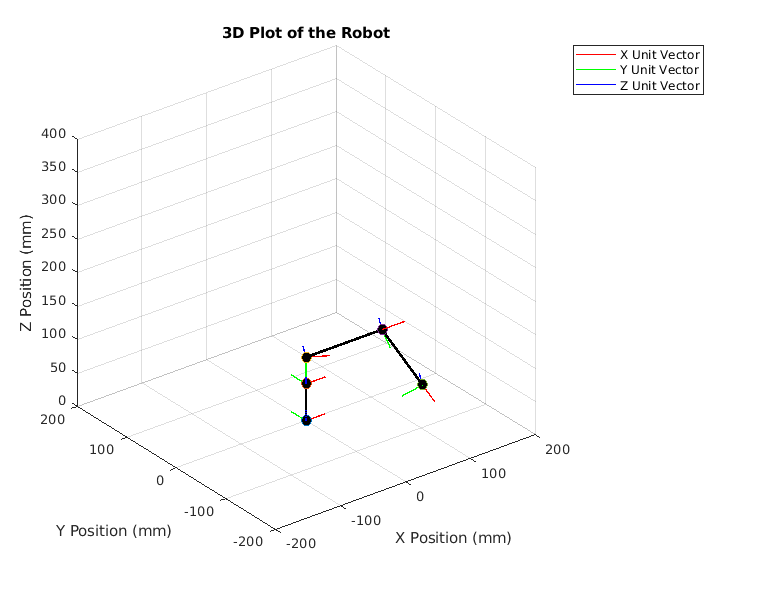 3D Plot of the Robot
X Unit Vector
Y Unit Vector
Z Unit Vector
400
350
300
250
200
150
100
50
0
Z Position (mm)
200
100
0
-100
-200
Y Position (mm)
-200
-100
0
100
200
X Position (mm)